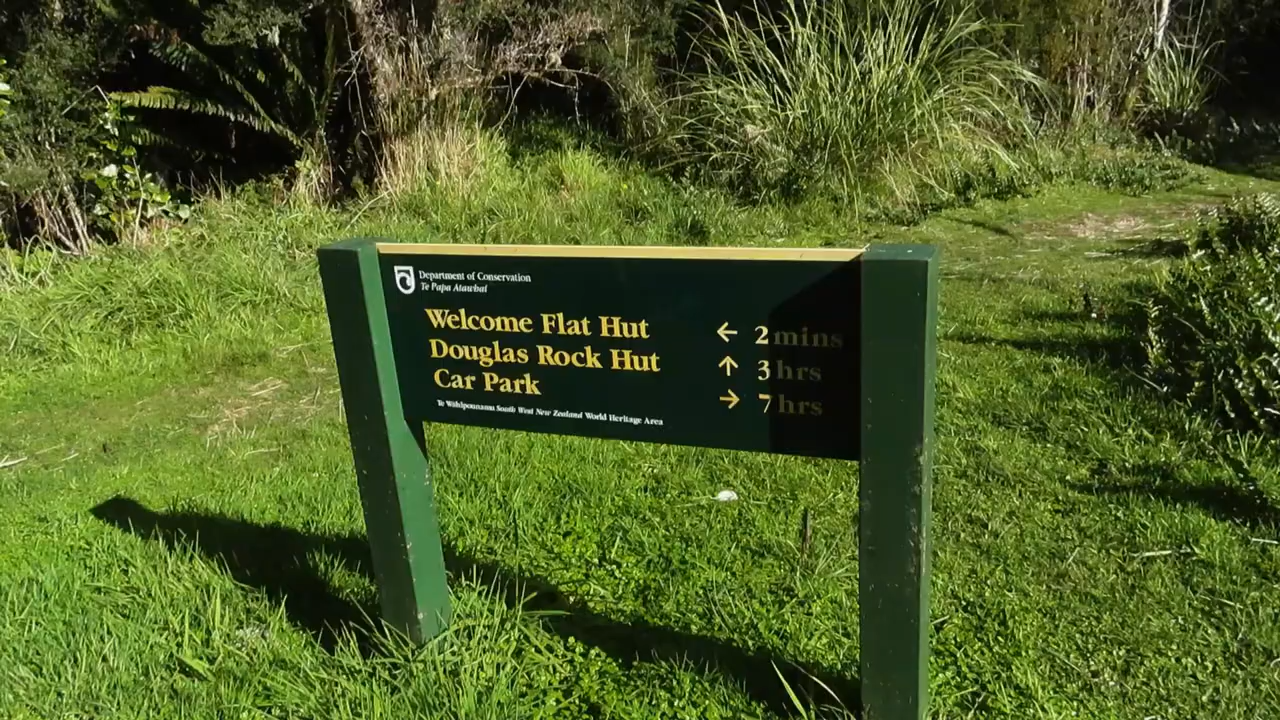 Department of Conservation
Te Papa Atawhai
Welcome Flat Hut ← 2 mins
Douglas Rock Hut ↑ 3 hrs
Car Park → 7 hrs
Te Wāhipounamu South West New Zealand World Heritage Area